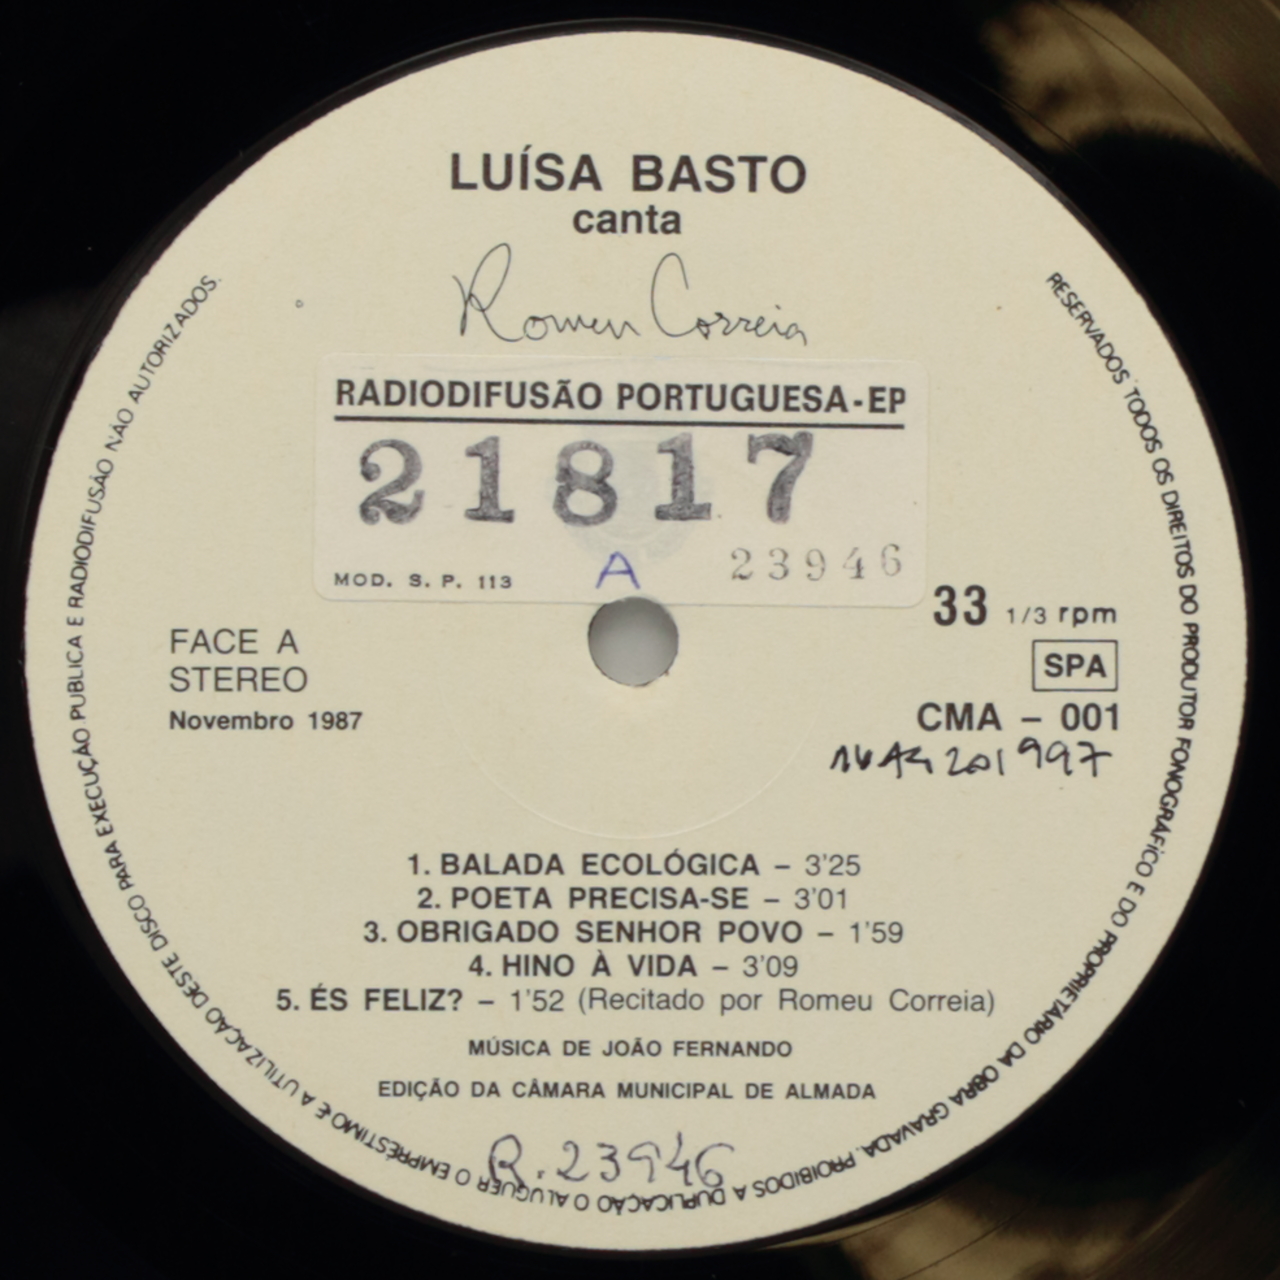 LUÍSA BASTO
canta
Romeu Correia
RADIODIFUSÃO PORTUGUESA-EP
21817
MOD. S. P. 113
A
23946
33 1/3 rpm
FACE A
STEREO
SPA
Novembro 1987
CMA – 001
1. BALADA ECOLÓGICA – 3'25
2. POETA PRECISA-SE – 3'01
3. OBRIGADO SENHOR POVO – 1'59
4. HINO À VIDA – 3'09
5. ÉS FELIZ? – 1'52 (Recitado por Romeu Correia)
MÚSICA DE JOÃO FERNANDO
EDIÇÃO DA CÂMARA MUNICIPAL DE ALMADA
R. 23946
RESERVADOS TODOS OS DIREITOS DO PRODUTOR FONOGRÁFICO E DO PROPRIETÁRIO DA OBRA GRAVADA. PROIBIDOS A DUPLICAÇÃO O ALUGUER O EMPRÉSTIMO E A UTILIZAÇÃO DESTE DISCO PARA EXECUÇÃO PUBLICA E RADIODIFUSÃO NÃO AUTORIZADOS.